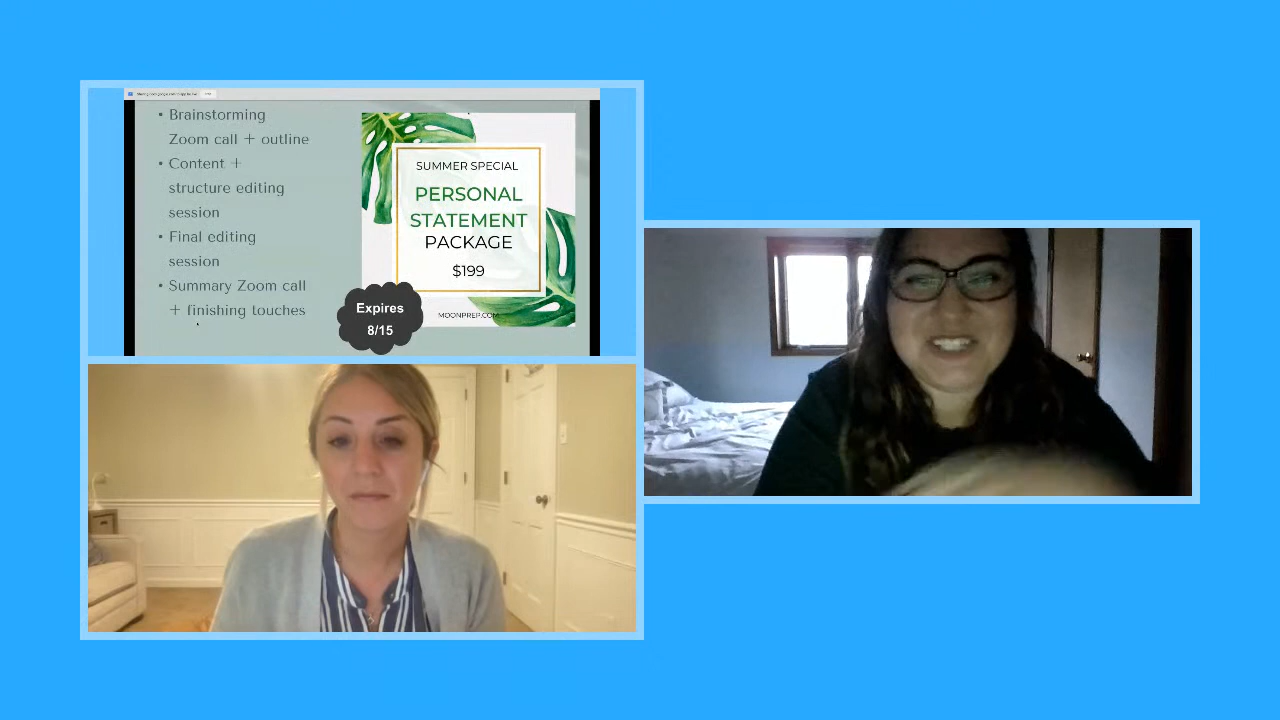 • Brainstorming
Zoom call + outline
• Content +
structure editing
session
• Final editing
session
• Summary Zoom call
+ finishing touches
SUMMER SPECIAL
PERSONAL
STATEMENT
PACKAGE
$199
MOONPREP.COM
Expires
8/15